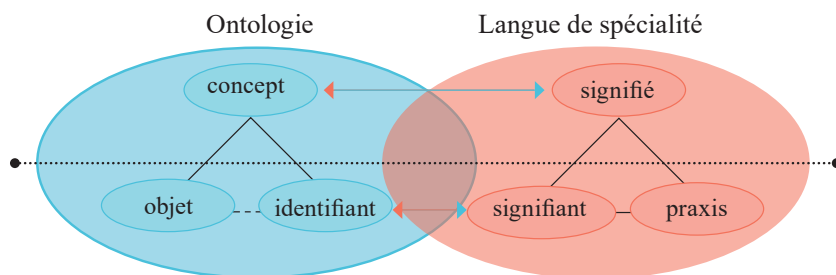 Ontologie
Langue de spécialité
concept
signifié
objet
identifiant
signifiant
praxis